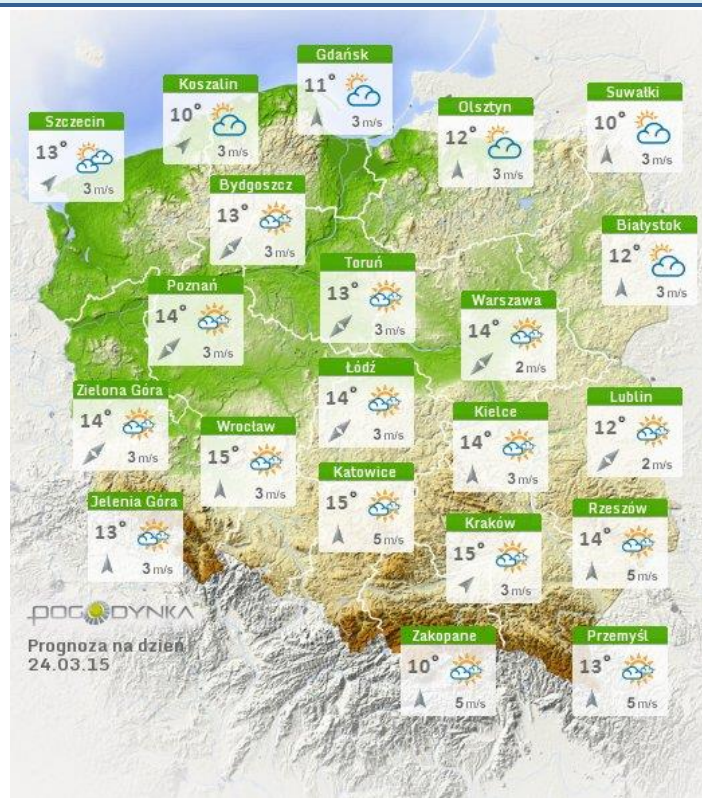 Gdańsk
11°
3 m/s
Koszalin
10°
3 m/s
Suwałki
10°
3 m/s
Olsztyn
12°
3 m/s
Szczecin
13°
3 m/s
Bydgoszcz
13°
3 m/s
Białystok
12°
3 m/s
Toruń
13°
3 m/s
Poznań
14°
3 m/s
Warszawa
14°
2 m/s
Łódź
14°
3 m/s
Zielona Góra
14°
3 m/s
Lublin
12°
2 m/s
Kielce
14°
3 m/s
Wrocław
15°
3 m/s
Katowice
15°
5 m/s
Jelenia Góra
13°
3 m/s
Rzeszów
14°
5 m/s
Kraków
15°
3 m/s
POGODYNKA
Prognoza na dzień
24.03.15
Zakopane
10°
5 m/s
Przemyśl
13°
5 m/s